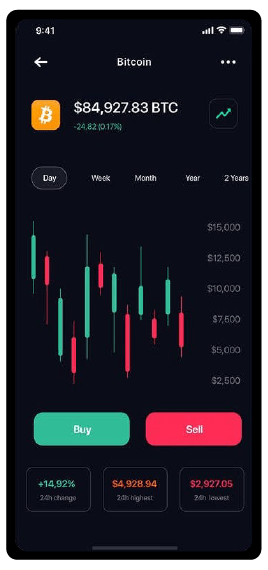 9:41
Bitcoin
$84,927.83 BTC
-24,82 (0.17%)
Day Week Month Year 2 Years
$15,000
$12,500
$10,000
$7,500
$5,000
$2,500
Buy Sell
+14,92% $4,928.94 $2,927.05
24h change 24h highest 24h lowest